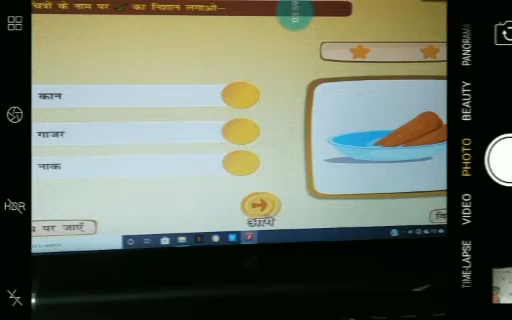 चित्रों के नाम पर का निशान लगाओ-
कान
गाजर
नाक
आगे
पर जाएँ
HDR
PANORAMA
BEAUTY
PHOTO
VIDEO
TIME-LAPSE